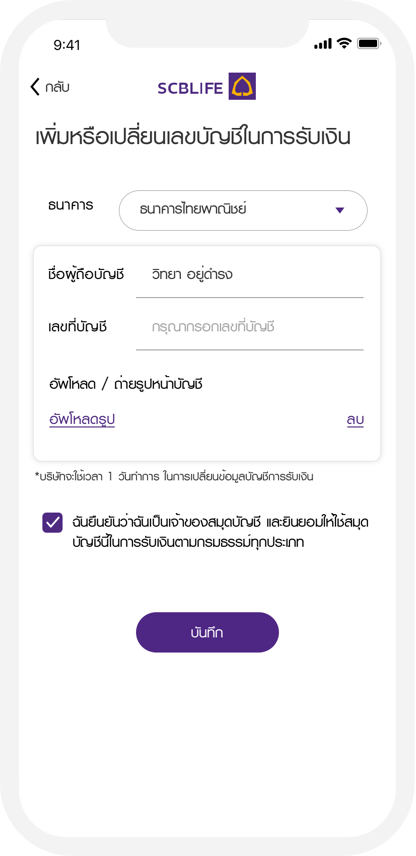 9:41
กลับ
SCBLIFE
เพิ่มหรือเปลี่ยนเลขบัญชีในการรับเงิน
ธนาคาร
ธนาคารไทยพาณิชย์
ชื่อผู้ถือบัญชี
วิทยา อยู่ดำรง
เลขที่บัญชี
กรุณากรอกเลขที่บัญชี
อัพโหลด / ถ่ายรูปหน้าบัญชี
อัพโหลดรูป
ลบ
*บริษัทจะใช้เวลา 1 วันทำการ ในการเปลี่ยนข้อมูลบัญชีการรับเงิน
ฉันยืนยันว่าฉันเป็นเจ้าของสมุดบัญชี และยินยอมให้ใช้สมุด
บัญชีนี้ในการรับเงินตามกรมธรรม์ทุกประเภท
บันทึก